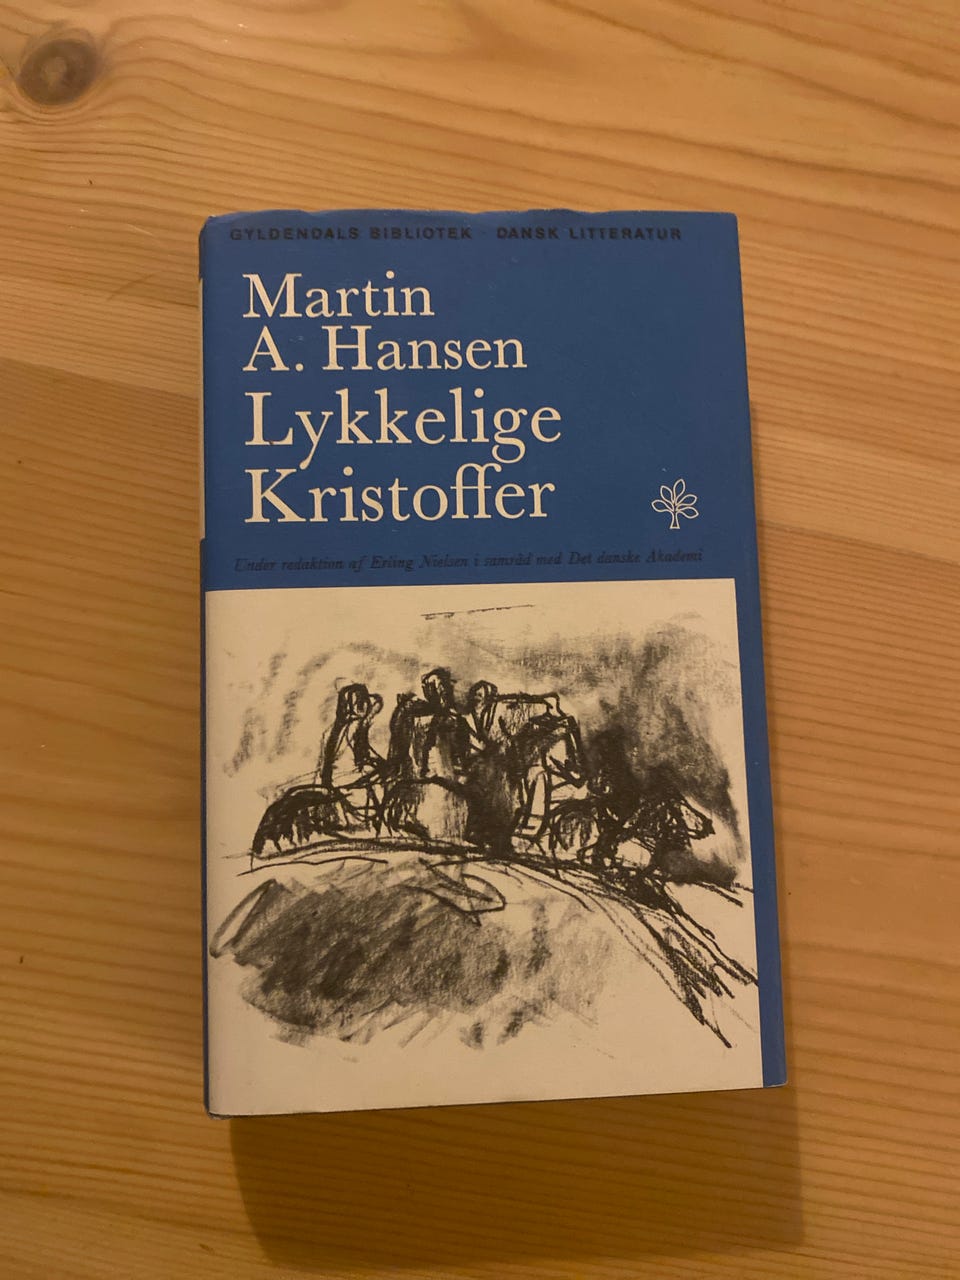 GYLDENDALS BIBLIOTEK · DANSK LITTERATUR
Martin
A. Hansen
Lykkelige
Kristoffer
Under redaktion af Erling Nielsen i samråd med Det danske Akademi